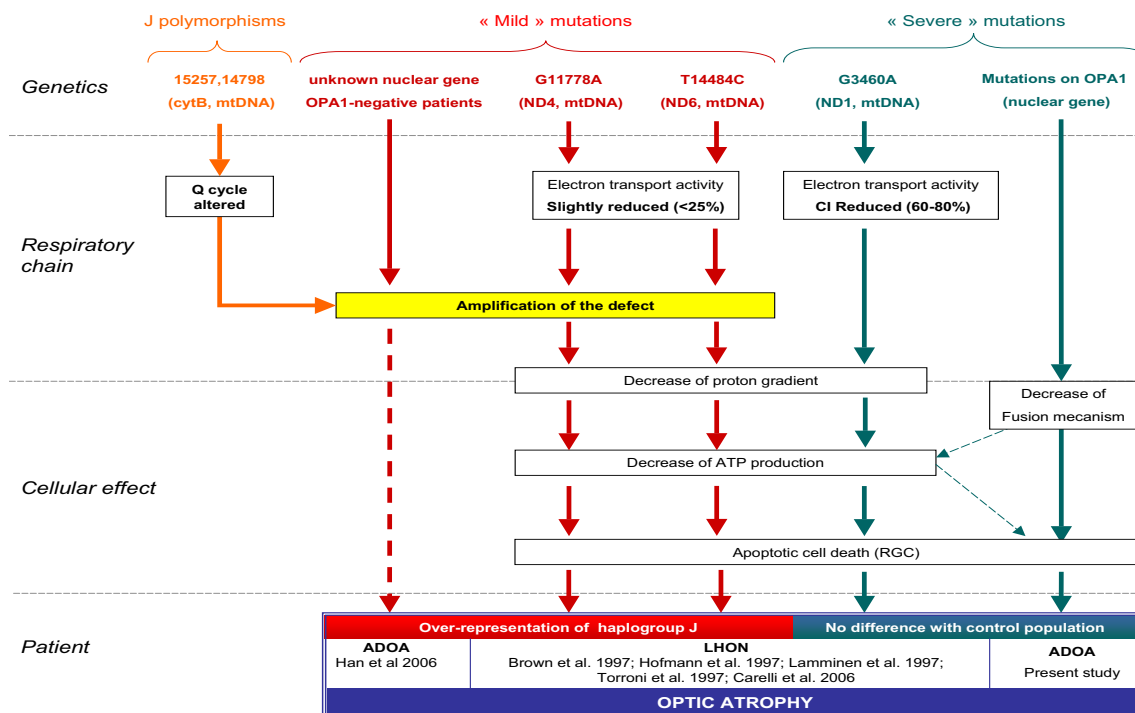 J polymorphisms
« Mild » mutations
« Severe » mutations
Genetics
15257,14798
(cytB, mtDNA)
unknown nuclear gene
OPA1-negative patients
G11778A
(ND4, mtDNA)
T14484C
(ND6, mtDNA)
G3460A
(ND1, mtDNA)
Mutations on OPA1
(nuclear gene)
Respiratory
chain
Q cycle
altered
Electron transport activity
Slightly reduced (<25%)
Electron transport activity
CI Reduced (60-80%)
Amplification of the defect
Decrease of proton gradient
Decrease of
Fusion mecanism
Cellular effect
Decrease of ATP production
Apoptotic cell death (RGC)
Patient
Over-representation of haplogroup J
No difference with control population
ADOA
Han et al 2006
LHON
Brown et al. 1997; Hofmann et al. 1997; Lamminen et al. 1997;
Torroni et al. 1997; Carelli et al. 2006
ADOA
Present study
OPTIC ATROPHY